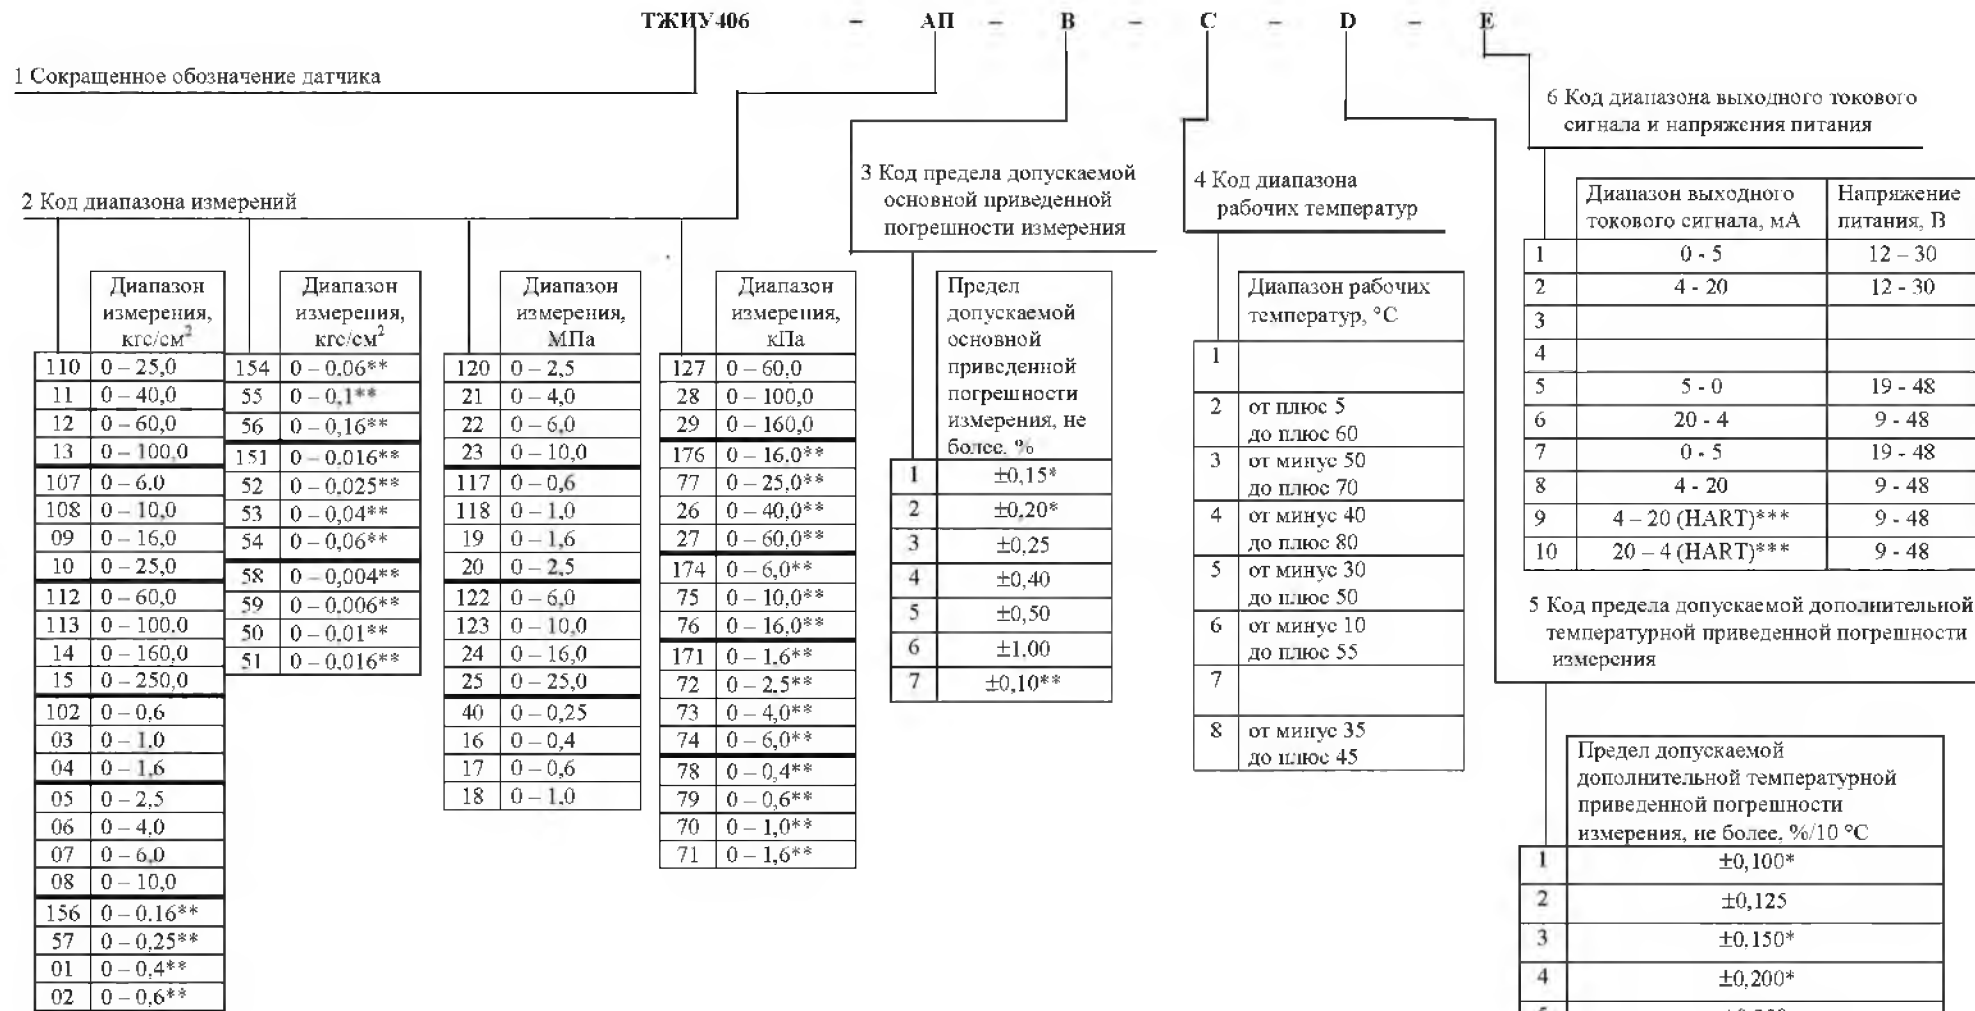 ТЖИУ406 – АП – В – С – D – Е
1 Сокращенное обозначение датчика
2 Код диапазона измерений
Диапазон
измерения,
кгс/см²
110 0 – 25,0
11 0 – 40,0
12 0 – 60,0
13 0 – 100,0
107 0 – 6.0
108 0 – 10,0
09 0 – 16,0
10 0 – 25,0
112 0 – 60,0
113 0 – 100.0
14 0 – 160,0
15 0 – 250,0
102 0 – 0,6
03 0 – 1.0
04 0 – 1,6
05 0 – 2,5
06 0 – 4,0
07 0 – 6,0
08 0 – 10,0
156 0 – 0.16**
57 0 – 0,25**
01 0 – 0,4**
02 0 – 0,6**
Диапазон
измерения,
кгс/см²
154 0 – 0.06**
55 0 – 0,1**
56 0 – 0,16**
151 0 – 0.016**
52 0 – 0.025**
53 0 – 0,04**
54 0 – 0,06**
58 0 – 0,004**
59 0 – 0.006**
50 0 – 0.01**
51 0 – 0.016**
Диапазон
измерения,
МПа
120 0 – 2,5
21 0 – 4,0
22 0 – 6,0
23 0 – 10,0
117 0 – 0,6
118 0 – 1,0
19 0 – 1,6
20 0 – 2,5
122 0 – 6,0
123 0 – 10,0
24 0 – 16,0
25 0 – 25,0
40 0 – 0,25
16 0 – 0,4
17 0 – 0,6
18 0 – 1.0
Диапазон
измерения,
кПа
127 0 – 60,0
28 0 – 100,0
29 0 – 160,0
176 0 – 16.0**
77 0 – 25,0**
26 0 – 40,0**
27 0 – 60,0**
174 0 – 6,0**
75 0 – 10,0**
76 0 – 16,0**
171 0 – 1.6**
72 0 – 2.5**
73 0 – 4,0**
74 0 – 6,0**
78 0 – 0,4**
79 0 – 0,6**
70 0 – 1,0**
71 0 – 1,6**
3 Код предела допускаемой
основной приведенной
погрешности измерения
Предел
допускаемой
основной
приведенной
погрешности
измерения, не
более. %
1 ±0,15*
2 ±0,20*
3 ±0,25
4 ±0,40
5 ±0,50
6 ±1.00
7 ±0,10**
4 Код диапазона
рабочих температур
Диапазон рабочих
температур, °С
1
2 от плюс 5
до плюс 60
3 от минус 50
до плюс 70
4 от минус 40
до плюс 80
5 от минус 30
до плюс 50
6 от минус 10
до плюс 55
7
8 от минус 35
до плюс 45
6 Код диапазона выходного токового
сигнала и напряжения питания
Диапазон выходного
токового сигнала, мА
Напряжение
питания, В
1 0 - 5 12 – 30
2 4 - 20 12 - 30
3
4
5 5 - 0 19 - 48
6 20 - 4 9 - 48
7 0 - 5 19 - 48
8 4 - 20 9 - 48
9 4 – 20 (HART)*** 9 - 48
10 20 – 4 (HART)*** 9 - 48
5 Код предела допускаемой дополнительной
температурной приведенной погрешности
измерения
Предел допускаемой
дополнительной температурной
приведенной погрешности
измерения, не более, %/10 °С
1 ±0,100*
2 ±0,125
3 ±0.150*
4 ±0,200*